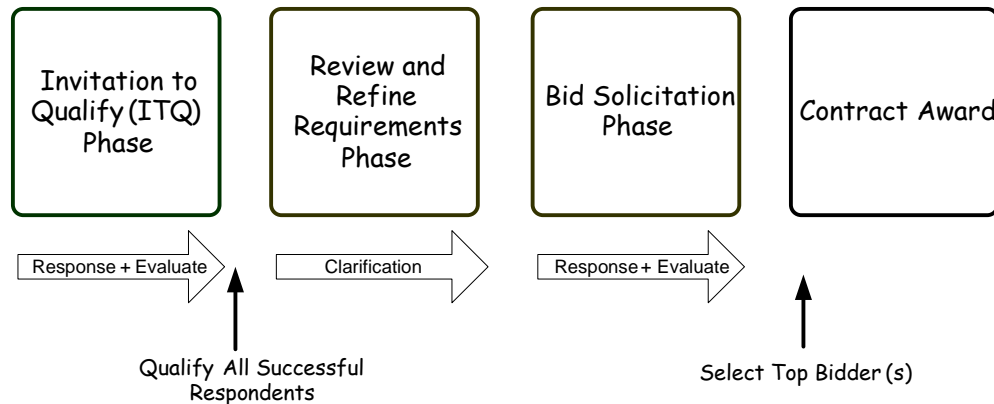 Invitation to
Qualify (ITQ)
Phase
Review and
Refine
Requirements
Phase
Bid Solicitation
Phase
Contract Award
Response + Evaluate
Clarification
Response + Evaluate
Qualify All Successful
Respondents
Select Top Bidder (s)